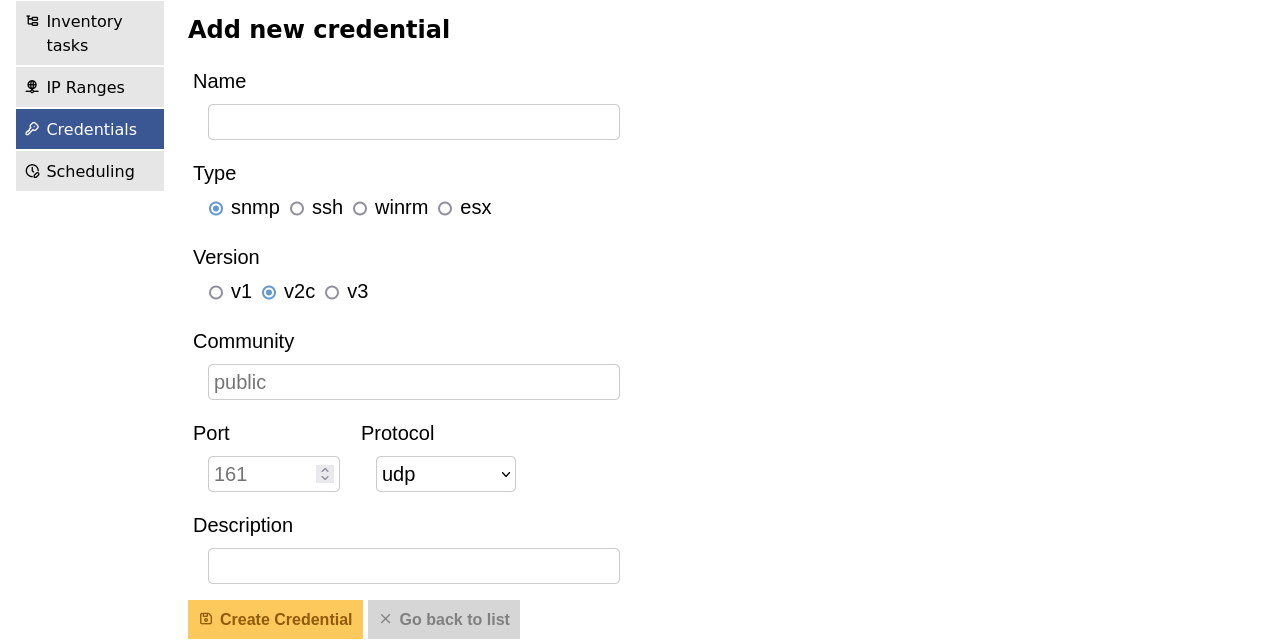 Inventory
tasks
IP Ranges
Credentials
Scheduling
Add new credential
Name
Type
snmp ssh winrm esx
Version
v1 v2c v3
Community
public
Port Protocol
161 udp
Description
Create Credential Go back to list